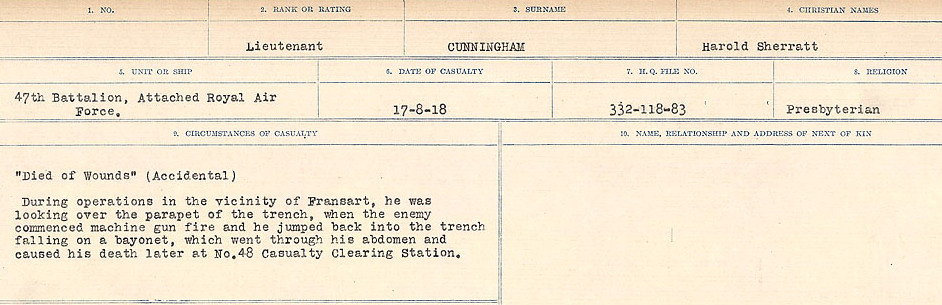 1. NO. 2. RANK OR RATING 3. SURNAME 4. CHRISTIAN NAMES
Lieutenant CUNNINGHAM Harold Sherratt
5. UNIT OR SHIP 6. DATE OF CASUALTY 7. H. Q. FILE NO. 8. RELIGION
47th Battalion, Attached Royal Air
Force. 17-8-18 332-118-83 Presbyterian
9. CIRCUMSTANCES OF CASUALTY 10. NAME, RELATIONSHIP AND ADDRESS OF NEXT OF KIN
"Died of Wounds" (Accidental)
During operations in the vicinity of Fransart, he was
looking over the parapet of the trench, when the enemy
commenced machine gun fire and he jumped back into the trench
falling on a bayonet, which went through his abdomen and
caused his death later at No.48 Casualty Clearing Station.